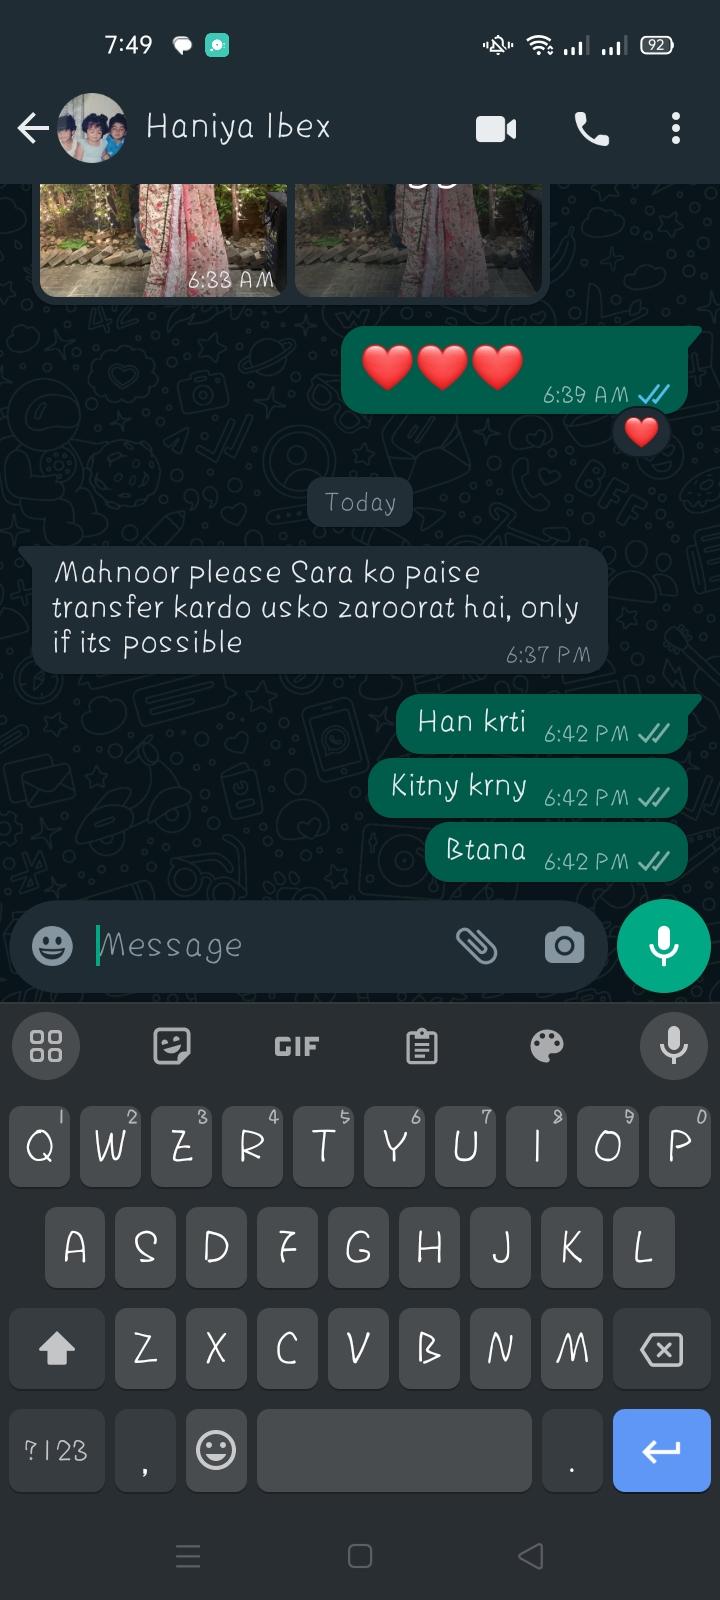 7:49
92
Haniya Ibex
6:33 AM
6:39 AM
Today
Mahnoor please Sara ko paise
transfer kardo usko zaroorat hai, only
if its possible
6:37 PM
Han krti 6:42 PM
Kitny krny 6:42 PM
Btana 6:42 PM
Message
GIF
1 2 3 4 5 6 7 8 9 0
Q W E R T Y U I O P
A S D F G H J K L
Z X C V B N M
?123 , .